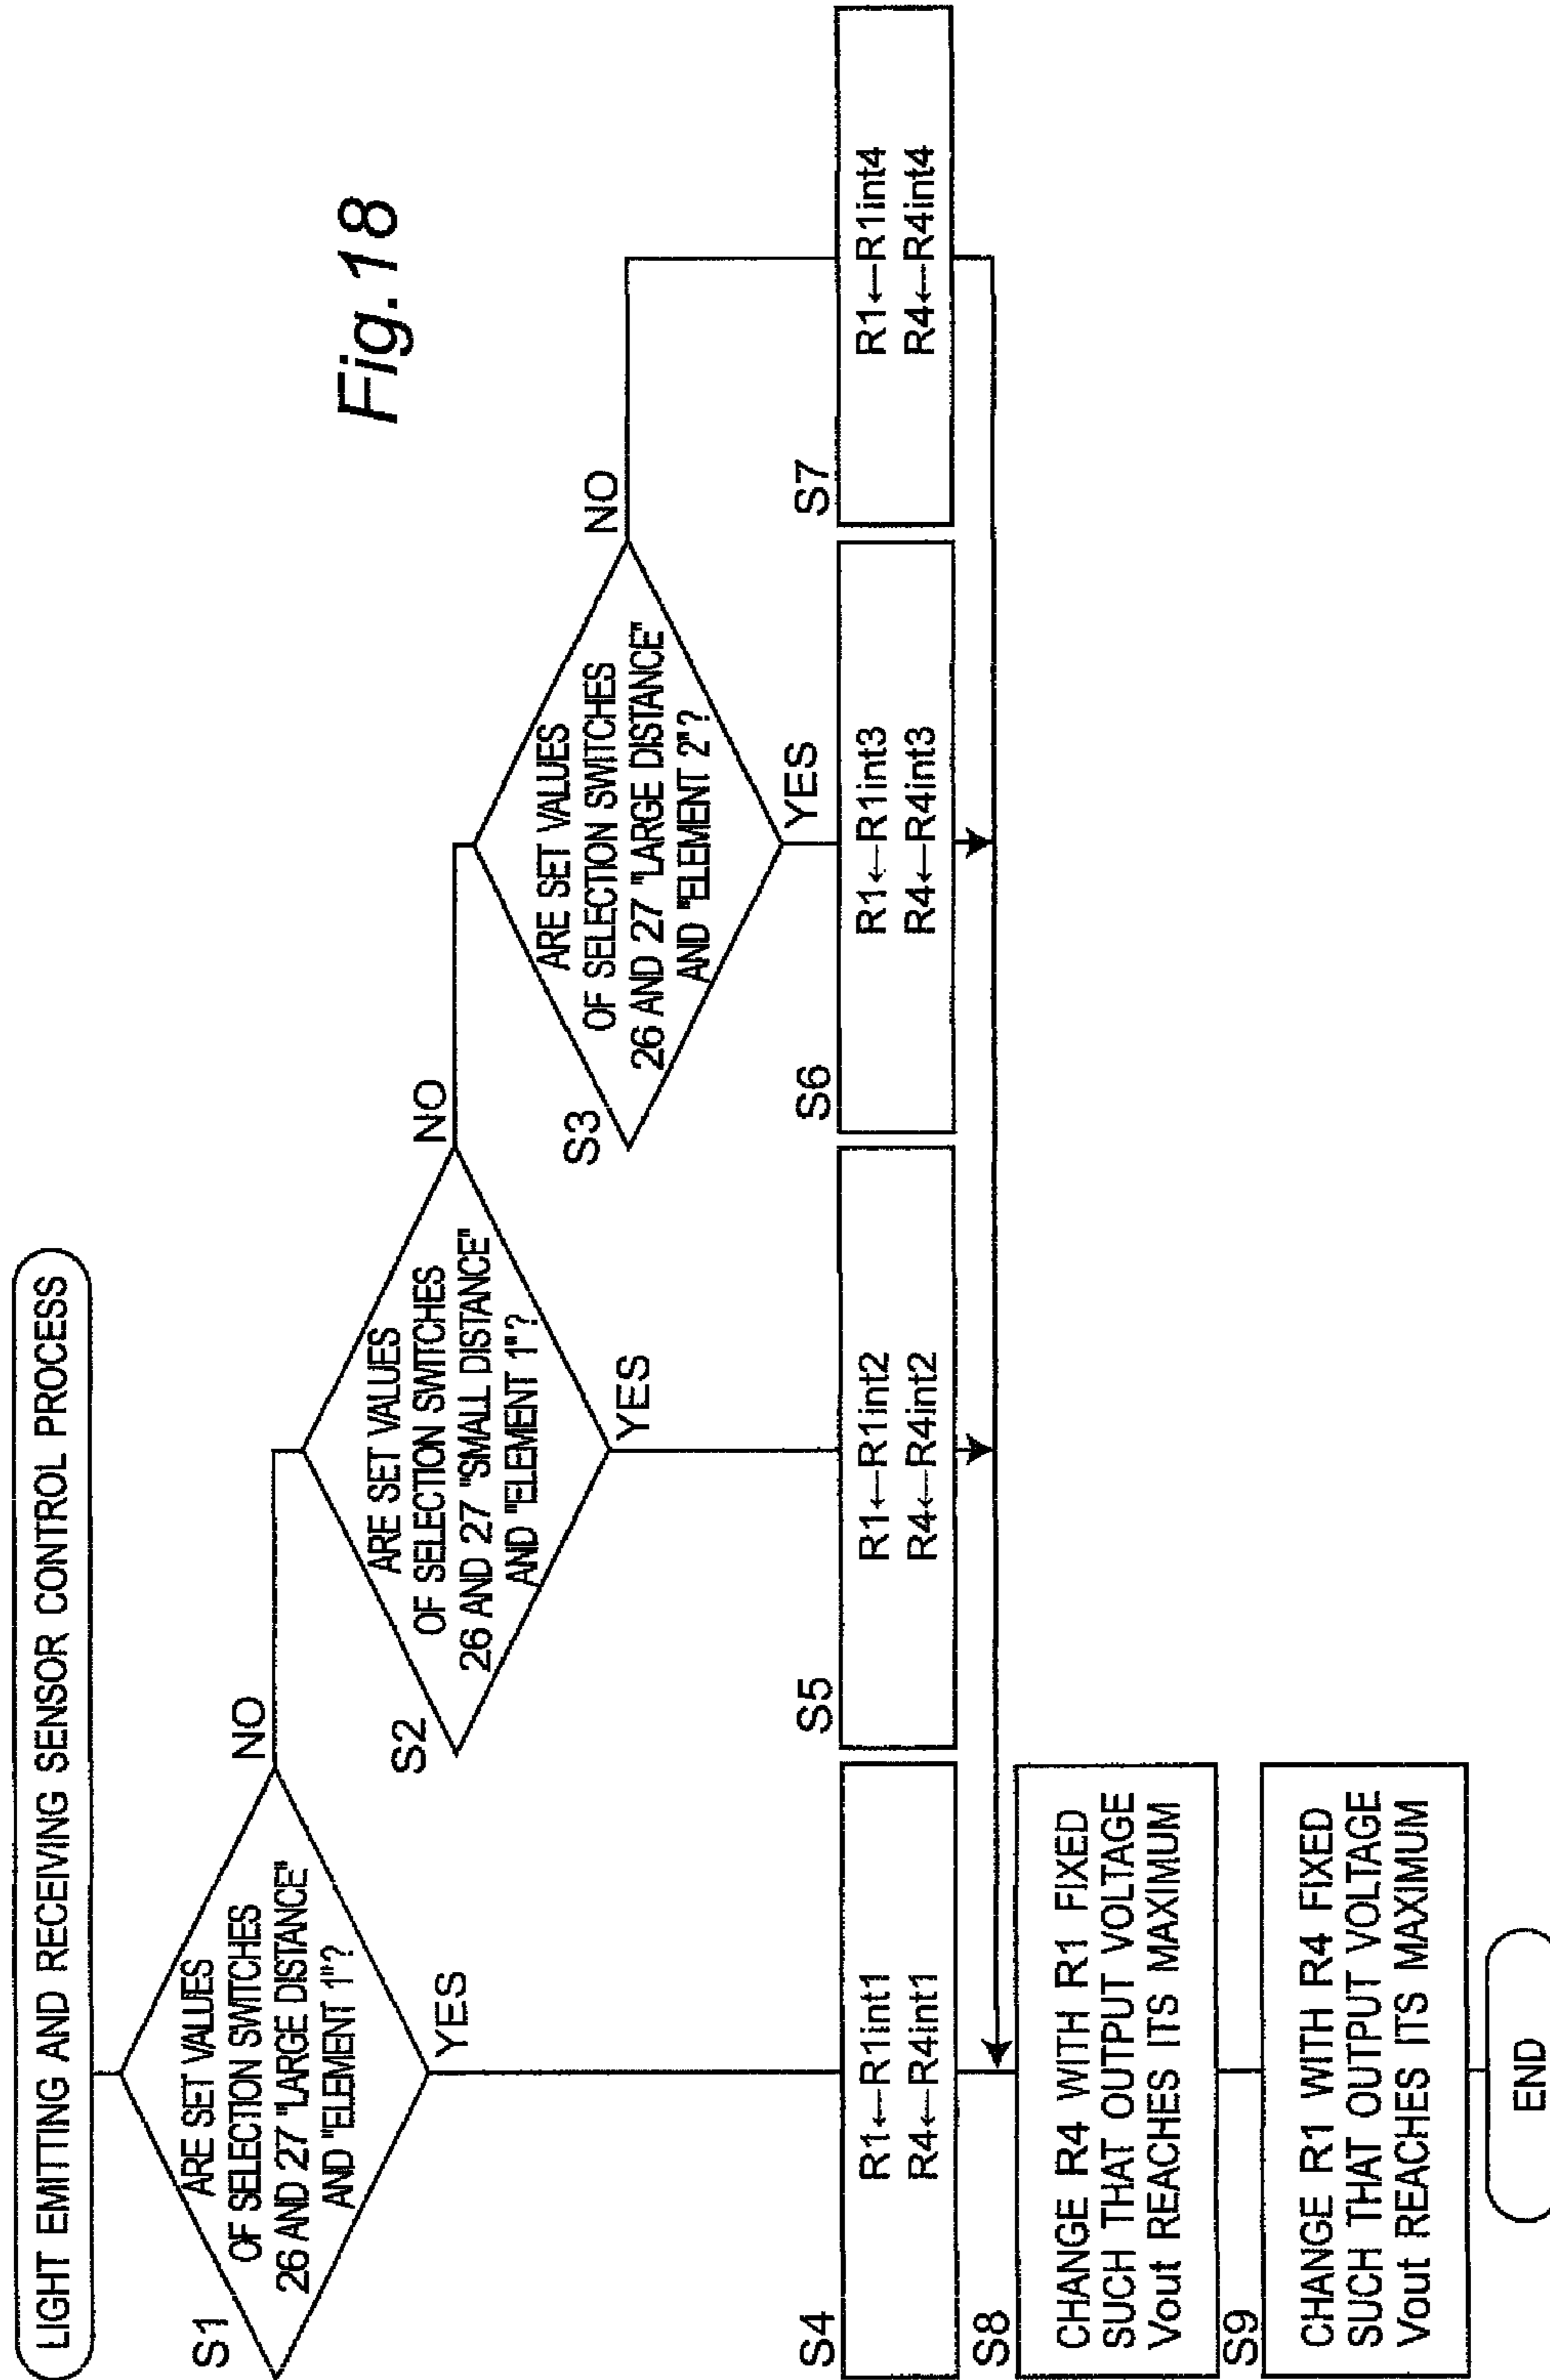 Fig.18
LIGHT EMITTING AND RECEIVING SENSOR CONTROL PROCESS
S1
ARE SET VALUES
OF SELECTION SWITCHES
26 AND 27 "LARGE DISTANCE"
AND "ELEMENT 1"?
NO
YES
S2
ARE SET VALUES
OF SELECTION SWITCHES
26 AND 27 "SMALL DISTANCE"
AND "ELEMENT 1"?
NO
YES
S3
ARE SET VALUES
OF SELECTION SWITCHES
26 AND 27 "LARGE DISTANCE"
AND "ELEMENT 2"?
NO
YES
S4
R1←R1int1
R4←R4int1
S5
R1←R1int2
R4←R4int2
S6
R1←R1int3
R4←R4int3
S7
R1←R1int4
R4←R4int4
S8
CHANGE R4 WITH R1 FIXED
SUCH THAT OUTPUT VOLTAGE
Vout REACHES ITS MAXIMUM
S9
CHANGE R1 WITH R4 FIXED
SUCH THAT OUTPUT VOLTAGE
Vout REACHES ITS MAXIMUM
END